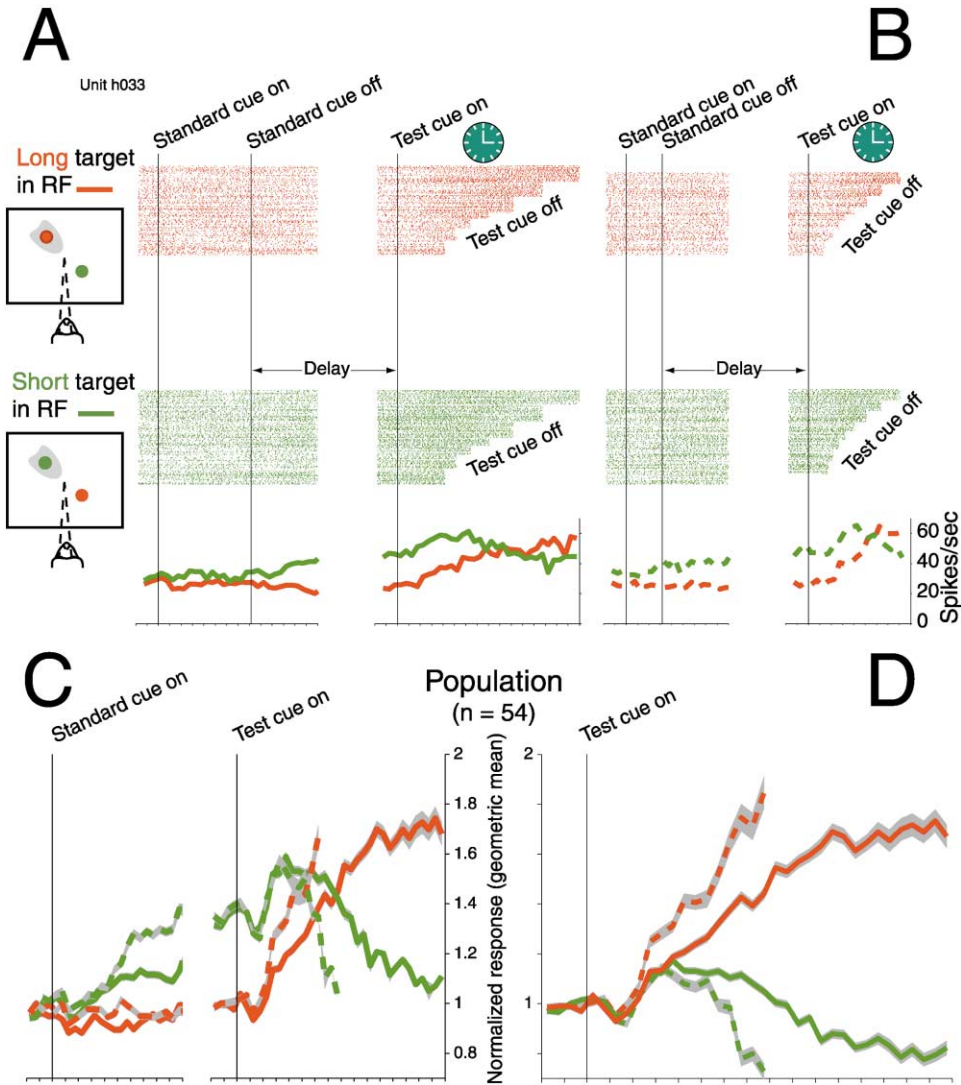 A
B
Unit h033
Standard cue on
Standard cue off
Test cue on
Standard cue on
Standard cue off
Test cue on
Long target
in RF
Test cue off
Test cue off
Delay
Delay
Short target
in RF
Test cue off
Test cue off
60
40
20
0
Spikes/sec
C
D
Standard cue on
Test cue on
Population
(n = 54)
Test cue on
2
1.8
1.6
1.4
1.2
1
0.8
Normalized response (geometric mean)
2
1